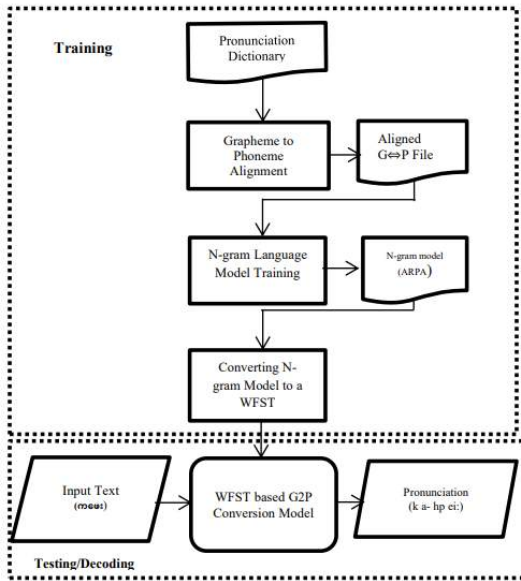 Training
Pronunciation
Dictionary
Grapheme to
Phoneme
Alignment
Aligned
G⇔P File
N-gram Language
Model Training
N-gram model
(ARPA)
Converting N-
gram Model to a
WFST
Input Text
WFST based G2P
Conversion Model
Pronunciation
(k a- hp ei:)
Testing/Decoding